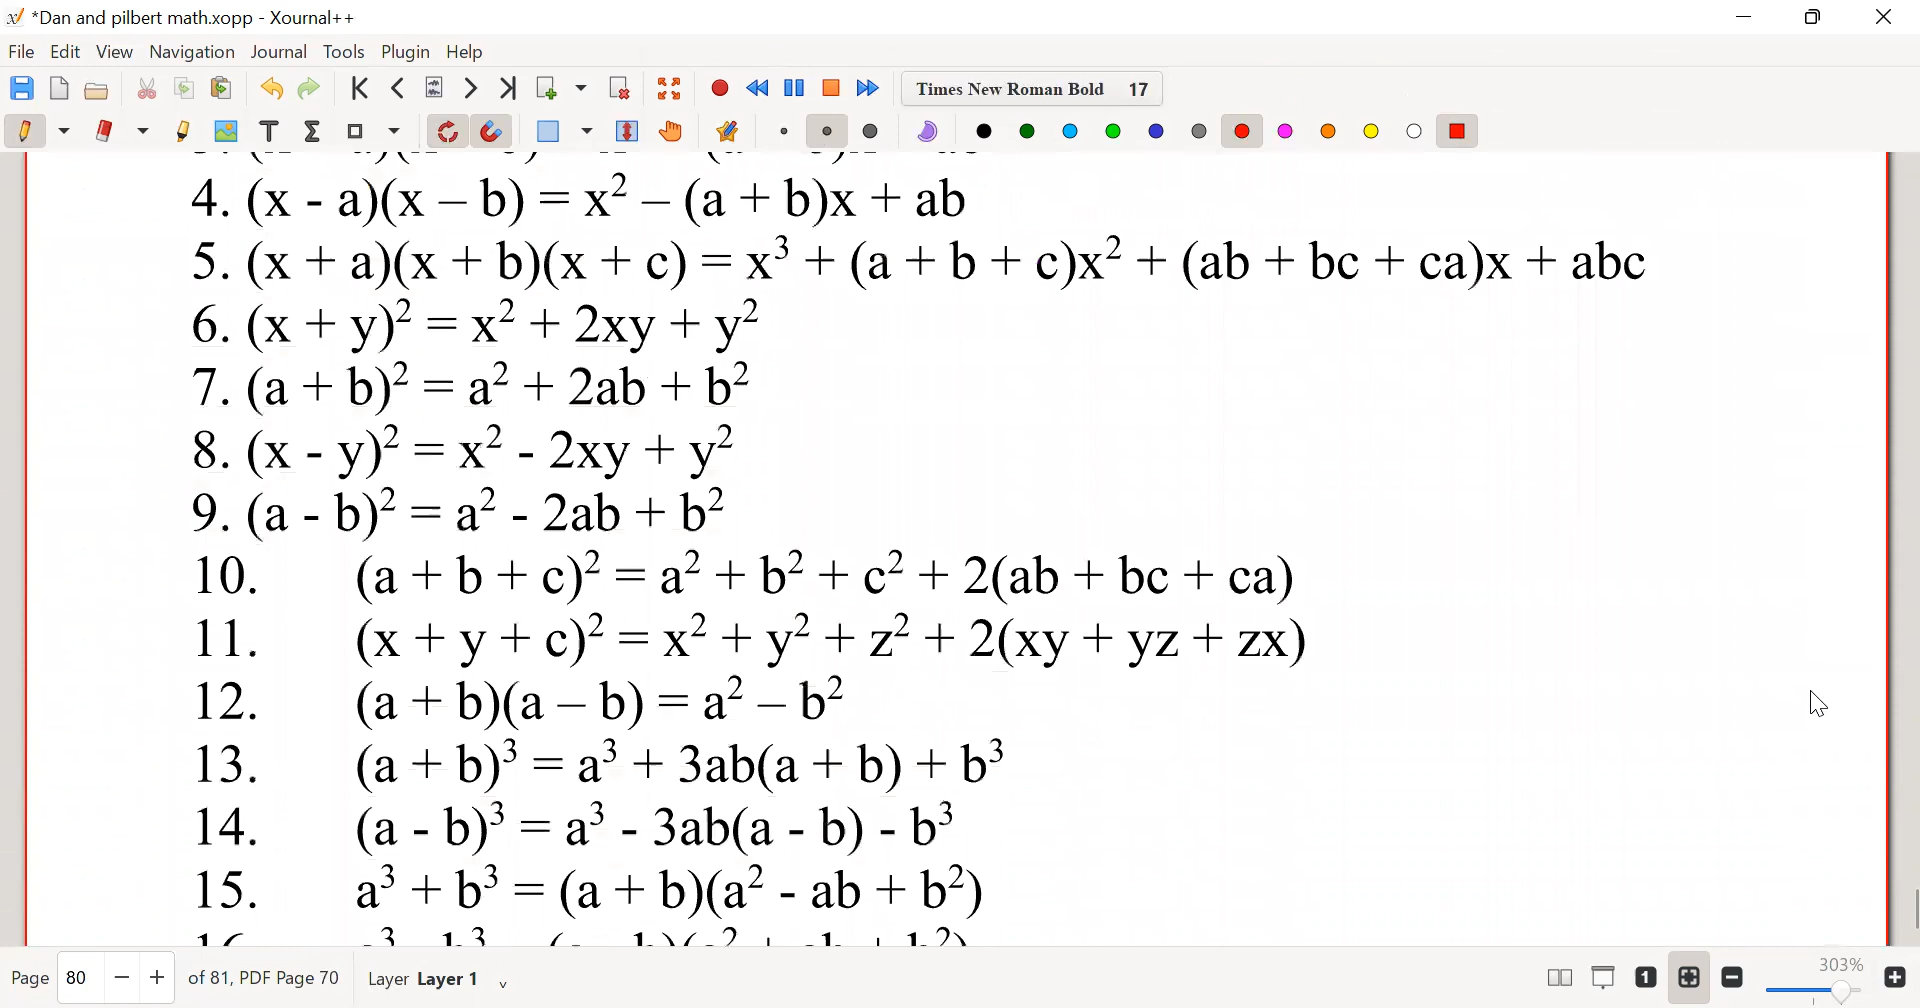 *Dan and pilbert math.xopp - Xournal++
File Edit View Navigation Journal Tools Plugin Help
Times New Roman Bold 17
4. (x - a)(x – b) = x² – (a + b)x + ab
5. (x + a)(x + b)(x + c) = x³ + (a + b + c)x² + (ab + bc + ca)x + abc
6. (x + y)² = x² + 2xy + y²
7. (a + b)² = a² + 2ab + b²
8. (x - y)² = x² - 2xy + y²
9. (a - b)² = a² - 2ab + b²
10. (a + b + c)² = a² + b² + c² + 2(ab + bc + ca)
11. (x + y + c)² = x² + y² + z² + 2(xy + yz + zx)
12. (a + b)(a – b) = a² – b²
13. (a + b)³ = a³ + 3ab(a + b) + b³
14. (a - b)³ = a³ - 3ab(a - b) - b³
15. a³ + b³ = (a + b)(a² - ab + b²)
Page 80 of 81, PDF Page 70 Layer Layer 1 303%